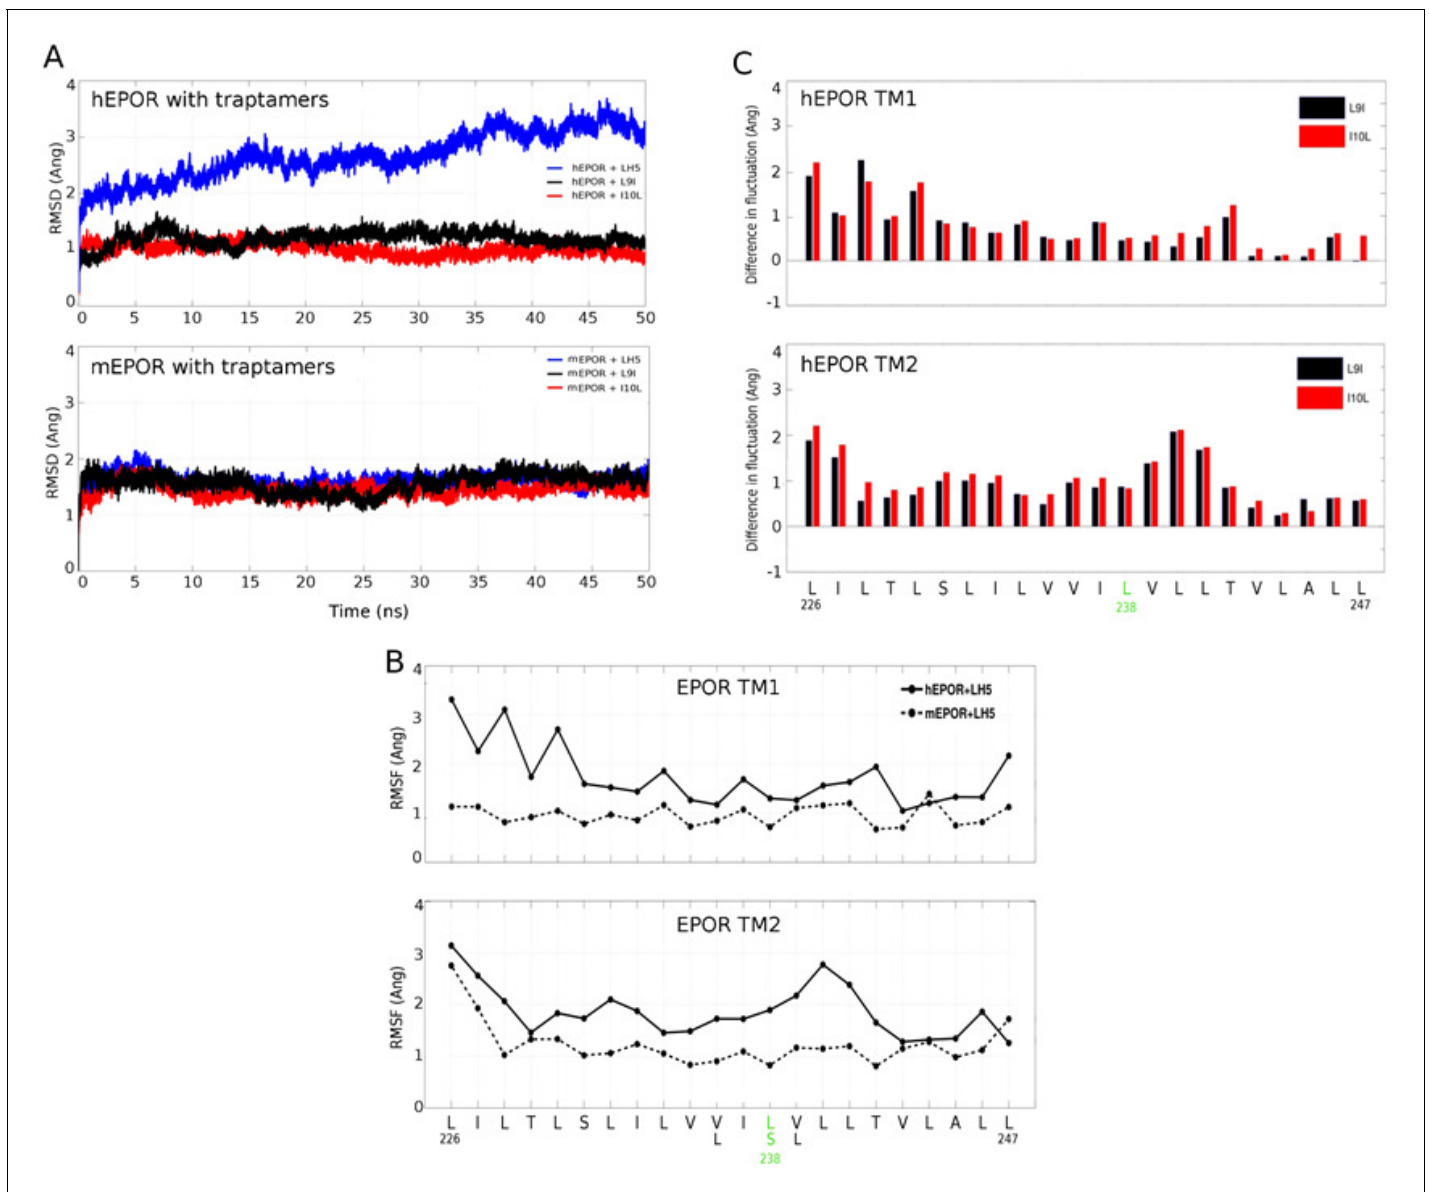 A
hEPOR with traptamers
RMSD (Ang)
4
3
2
1
0
hEPOR + LH5
hEPOR + L9I
hEPOR + I10L
0 5 10 15 20 25 30 35 40 45 50
mEPOR with traptamers
RMSD (Ang)
4
3
2
1
0
mEPOR + LH5
mEPOR + L9I
mEPOR + I10L
0 5 10 15 20 25 30 35 40 45 50
Time (ns)
C
hEPOR TM1
Difference in fluctuation (Ang)
4
3
2
1
0
-1
L9I
I10L
hEPOR TM2
Difference in fluctuation (Ang)
4
3
2
1
0
-1
L9I
I10L
L I L T L S L I L V V I L V L L T V L A L L
226 238 247
B
EPOR TM1
RMSF (Ang)
4
3
2
1
0
hEPOR+LH5
mEPOR+LH5
EPOR TM2
RMSF (Ang)
4
3
2
1
0
L I L T L S L I L V V I L V L L T V L A L L
226 L S L 247
238